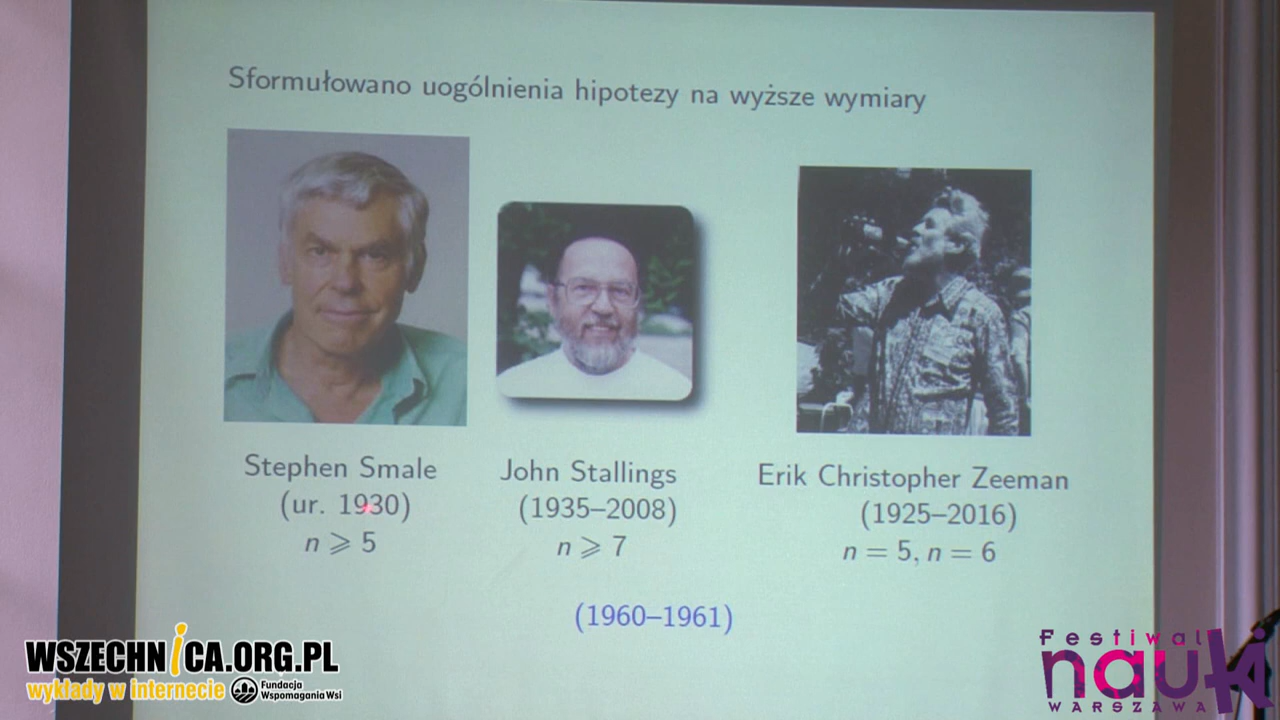 Sformułowano uogólnienia hipotezy na wyższe wymiary
Stephen Smale
(ur. 1930)
n ⩾ 5
John Stallings
(1935–2008)
n ⩾ 7
Erik Christopher Zeeman
(1925–2016)
n = 5, n = 6
(1960–1961)
WSZECHNiCA.ORG.PL
wykłady w internecie
Fundacja
Wspomagania Wsi
Festiwal
nauki
WARSZAWA